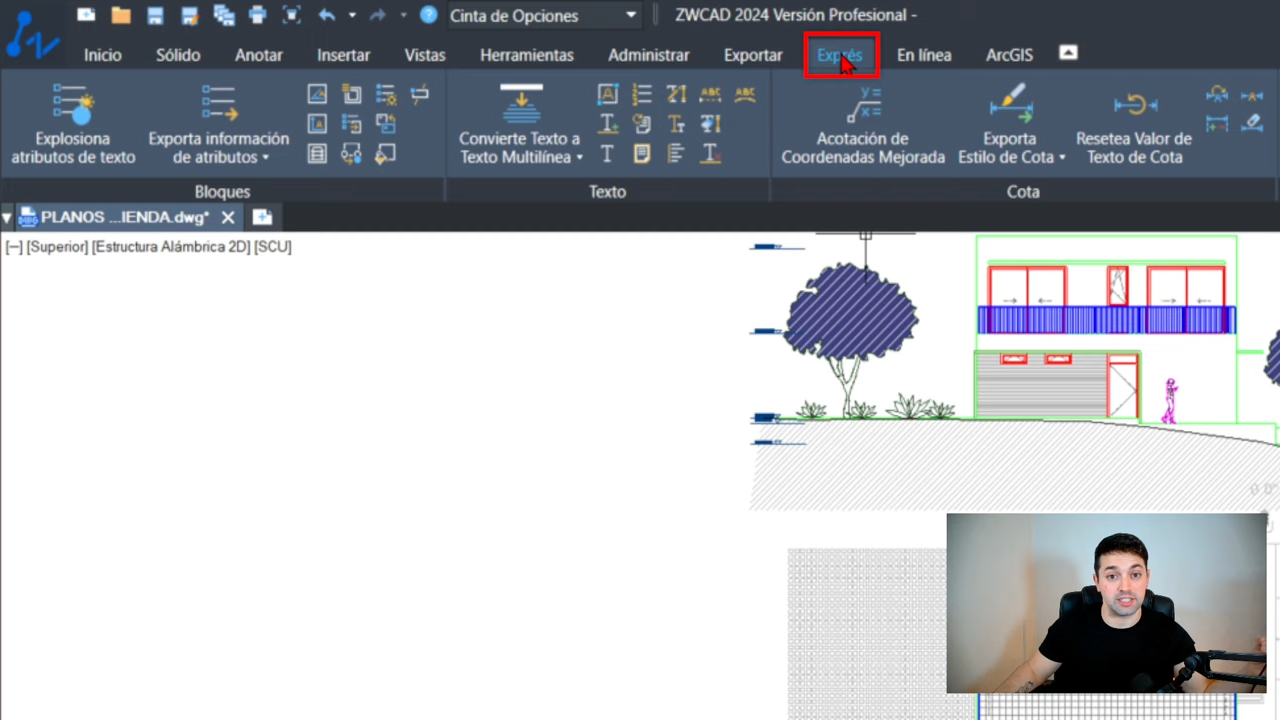 Cinta de Opciones
ZWCAD 2024 Versión Profesional -
Inicio Sólido Anotar Insertar Vistas Herramientas Administrar Exportar Exprés En línea ArcGIS
Explosiona
atributos de texto
Exporta información
de atributos
Convierte Texto a
Texto Multilínea
Acotación de
Coordenadas Mejorada
Exporta
Estilo de Cota
Resetea Valor de
Texto de Cota
Bloques Texto Cota
PLANOS ...IENDA.dwg*
[—] [Superior] [Estructura Alámbrica 2D] [SCU]